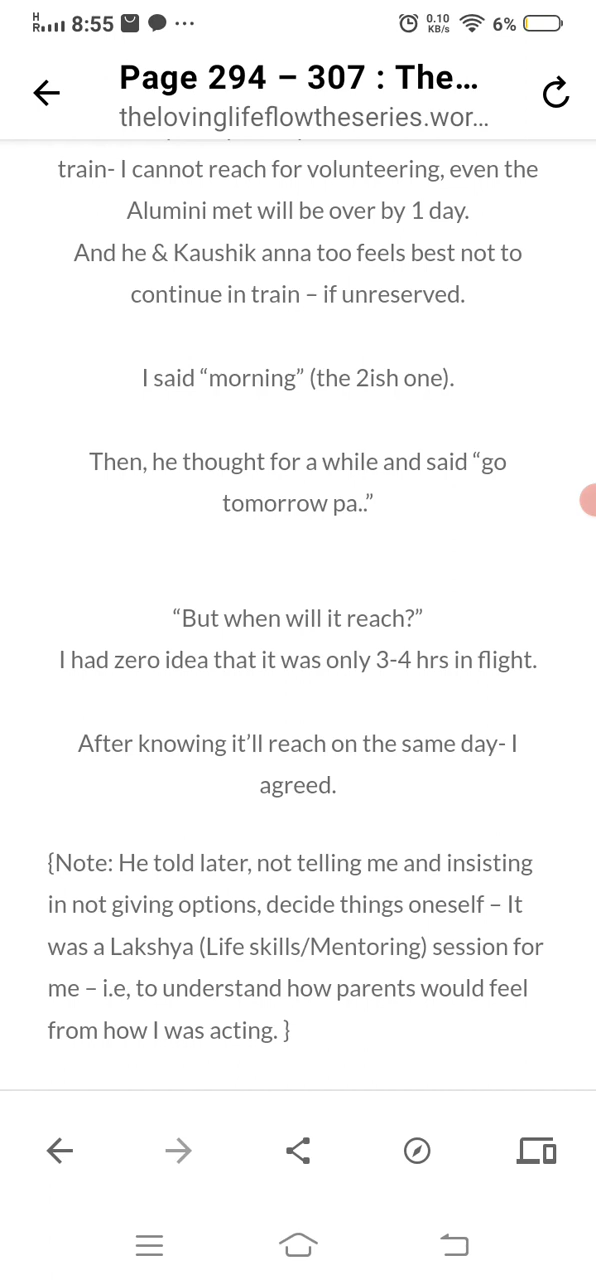 H
R 8:55 ...
0.10
KB/s
6%
Page 294 – 307 : The...
thelovinglifeflowtheseries.wor...
train- I cannot reach for volunteering, even the
Alumini met will be over by 1 day.
And he & Kaushik anna too feels best not to
continue in train – if unreserved.
I said “morning” (the 2ish one).
Then, he thought for a while and said “go
tomorrow pa..”
“But when will it reach?”
I had zero idea that it was only 3-4 hrs in flight.
After knowing it’ll reach on the same day- I
agreed.
{Note: He told later, not telling me and insisting
in not giving options, decide things oneself – It
was a Lakshya (Life skills/Mentoring) session for
me – i.e, to understand how parents would feel
from how I was acting. }